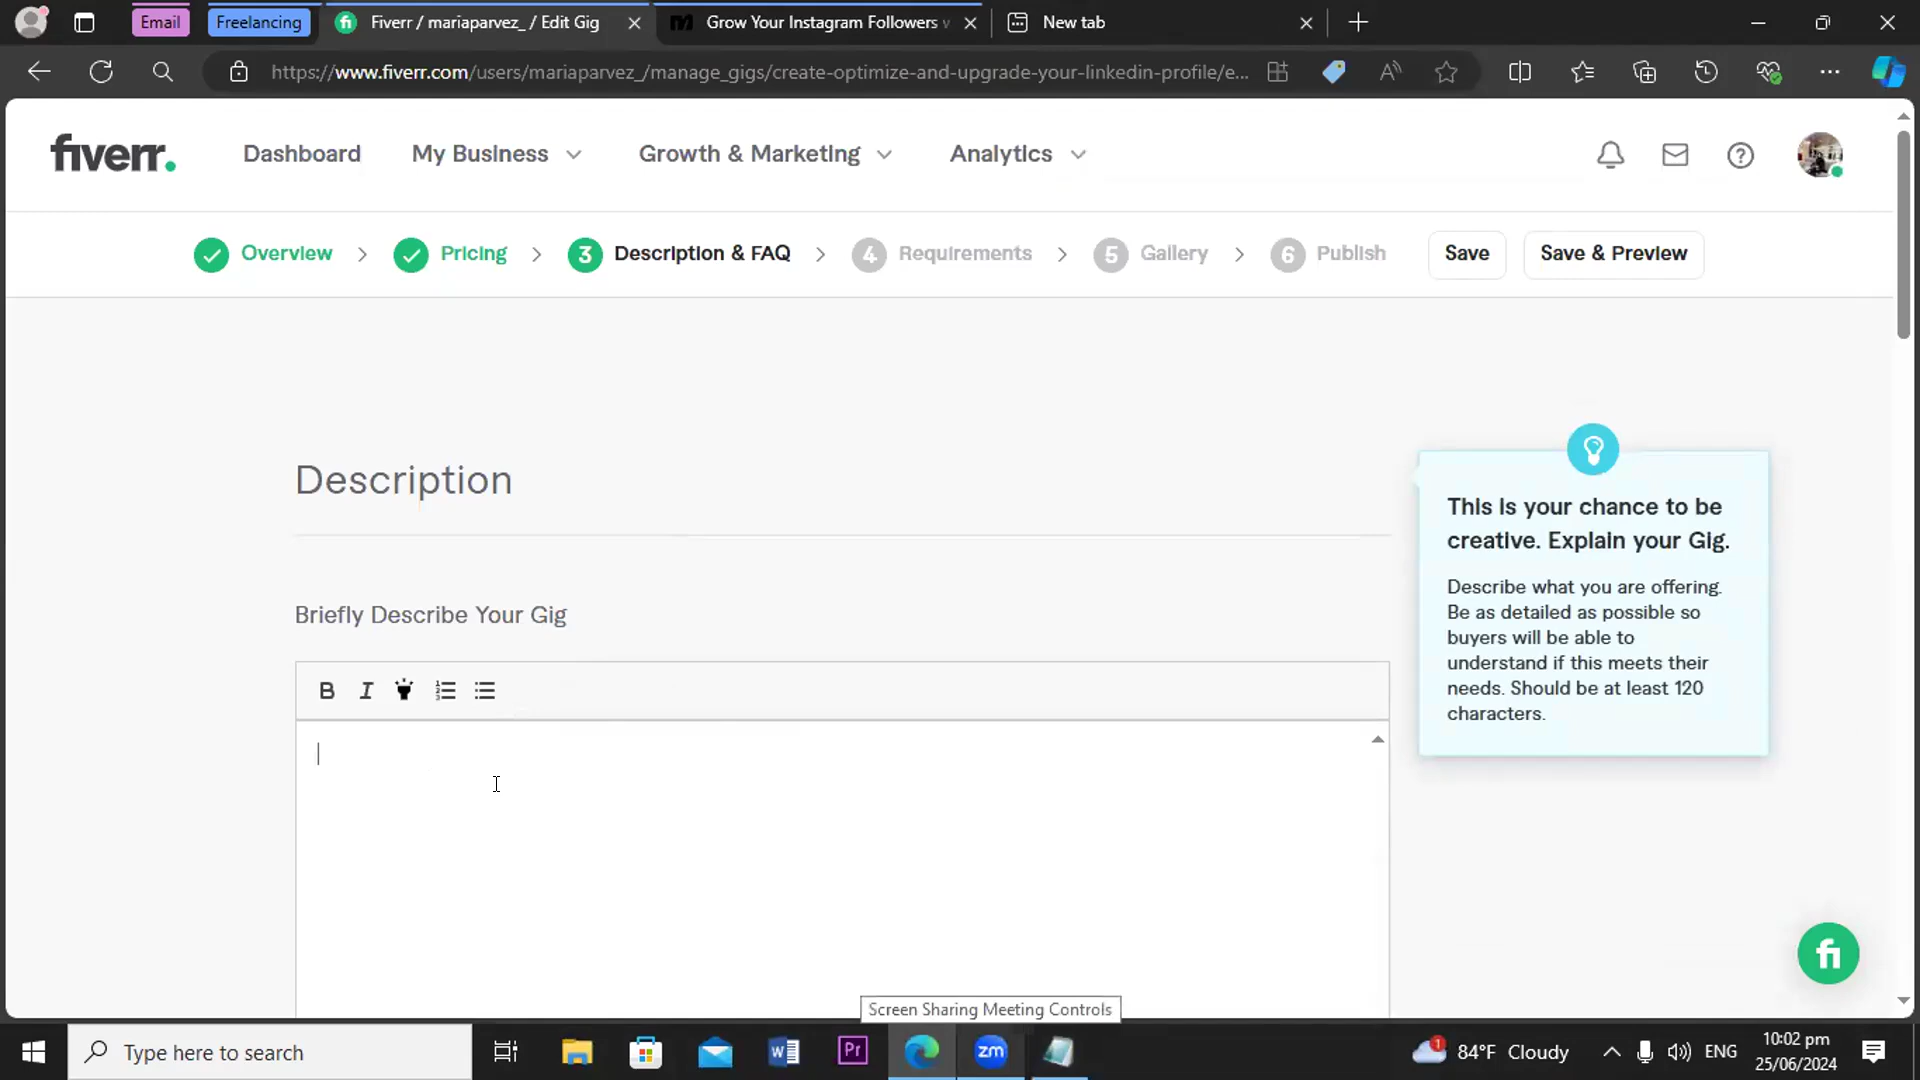 Email
Freelancing
Fiverr / mariaparvez_ / Edit Gig
Grow Your Instagram Followers
New tab
https://www.fiverr.com/users/mariaparvez_/manage_gigs/create-optimize-and-upgrade-your-linkedin-profile/e...
fiverr.
Dashboard
My Business
Growth & Marketing
Analytics
Overview
Pricing
3 Description & FAQ
4 Requirements
5 Gallery
6 Publish
Save
Save & Preview
Description
This is your chance to be
creative. Explain your Gig.
Describe what you are offering.
Be as detailed as possible so
buyers will be able to
understand if this meets their
needs. Should be at least 120
characters.
Briefly Describe Your Gig
B I
fi
Screen Sharing Meeting Controls
Type here to search
W
Pr
zm
1
84°F Cloudy
ENG
10:02 pm
25/06/2024